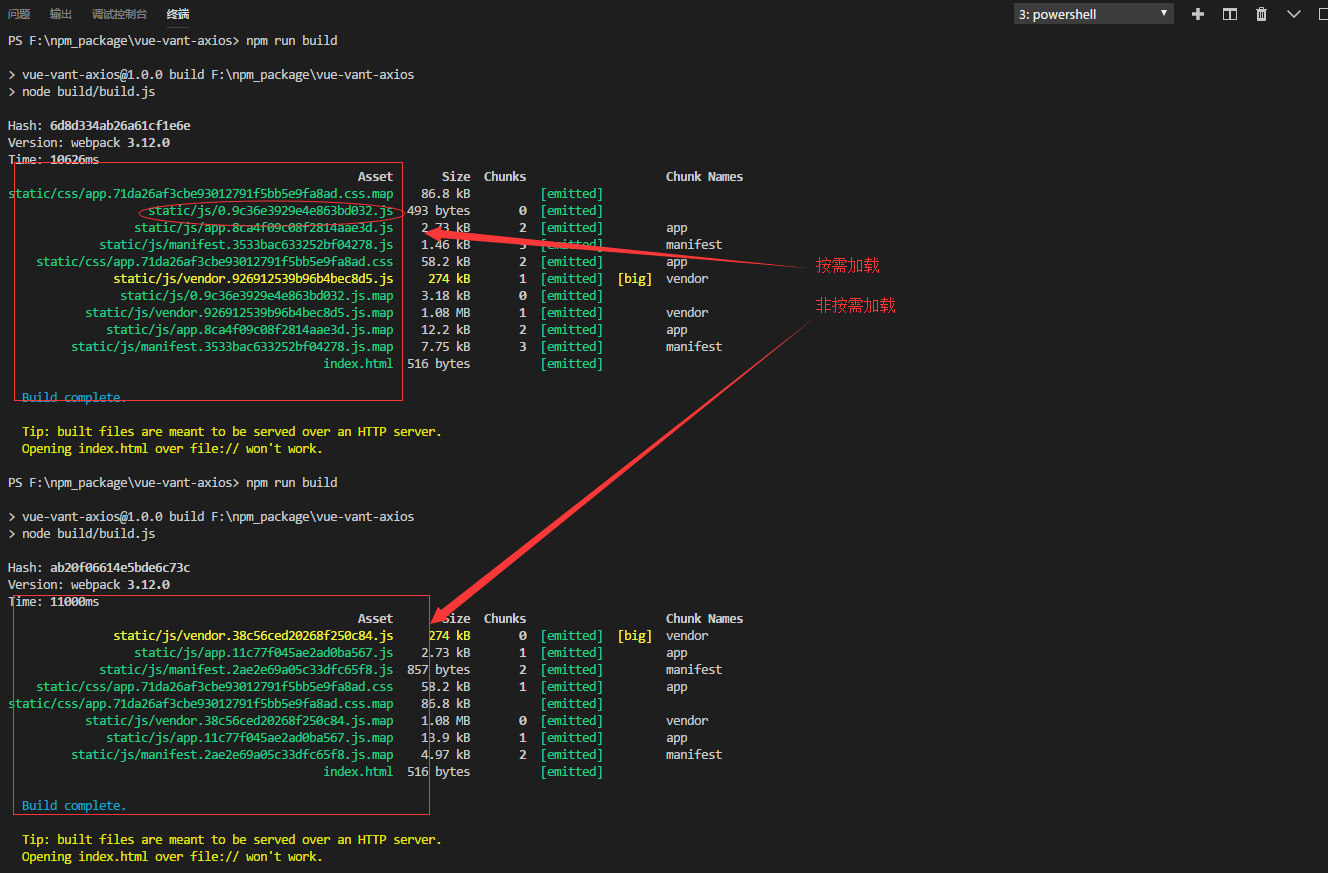 问题 输出 调试控制台 终端 3: powershell
PS F:\npm_package\vue-vant-axios> npm run build
> vue-vant-axios@1.0.0 build F:\npm_package\vue-vant-axios
> node build/build.js
Hash: 6d8d334ab26a61cf1e6e
Version: webpack 3.12.0
Time: 10626ms
Asset Size Chunks Chunk Names
static/css/app.71da26af3cbe93012791f5bb5e9fa8ad.css.map 86.8 kB [emitted]
static/js/0.9c36e3929e4e863bd032.js 493 bytes 0 [emitted]
static/js/app.8ca4f09c08f2814aae3d.js 2.73 kB 2 [emitted] app
static/js/manifest.3533bac633252bf04278.js 1.46 kB 3 [emitted] manifest
static/css/app.71da26af3cbe93012791f5bb5e9fa8ad.css 58.2 kB 2 [emitted] app
按需加载
static/js/vendor.926912539b96b4bec8d5.js 274 kB 1 [emitted] [big] vendor
static/js/0.9c36e3929e4e863bd032.js.map 3.18 kB 0 [emitted]
非按需加载
static/js/vendor.926912539b96b4bec8d5.js.map 1.08 MB 1 [emitted] vendor
static/js/app.8ca4f09c08f2814aae3d.js.map 12.2 kB 2 [emitted] app
static/js/manifest.3533bac633252bf04278.js.map 7.75 kB 3 [emitted] manifest
index.html 516 bytes [emitted]
Build complete.
Tip: built files are meant to be served over an HTTP server.
Opening index.html over file:// won't work.
PS F:\npm_package\vue-vant-axios> npm run build
> vue-vant-axios@1.0.0 build F:\npm_package\vue-vant-axios
> node build/build.js
Hash: ab20f06614e5bde6c73c
Version: webpack 3.12.0
Time: 11000ms
Asset Size Chunks Chunk Names
static/js/vendor.38c56ced20268f250c84.js 274 kB 0 [emitted] [big] vendor
static/js/app.11c77f045ae2ad0ba567.js 2.73 kB 1 [emitted] app
static/js/manifest.2ae2e69a05c33dfc65f8.js 857 bytes 2 [emitted] manifest
static/css/app.71da26af3cbe93012791f5bb5e9fa8ad.css 58.2 kB 1 [emitted] app
static/css/app.71da26af3cbe93012791f5bb5e9fa8ad.css.map 86.8 kB [emitted]
static/js/vendor.38c56ced20268f250c84.js.map 1.08 MB 0 [emitted] vendor
static/js/app.11c77f045ae2ad0ba567.js.map 13.9 kB 1 [emitted] app
static/js/manifest.2ae2e69a05c33dfc65f8.js.map 4.97 kB 2 [emitted] manifest
index.html 516 bytes [emitted]
Build complete.
Tip: built files are meant to be served over an HTTP server.
Opening index.html over file:// won't work.